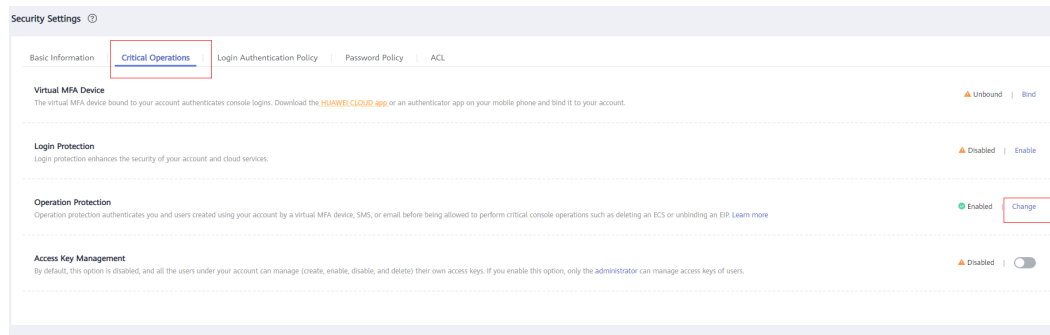 Security Settings ?
Basic Information | Critical Operations | Login Authentication Policy | Password Policy | ACL
Virtual MFA Device
The virtual MFA device bound to your account authenticates console logins. Download the HUAWEI CLOUD app or an authenticator app on your mobile phone and bind it to your account.
Unbound | Bind
Login Protection
Login protection enhances the security of your account and cloud services.
Disabled | Enable
Operation Protection
Operation protection authenticates you and users created using your account by a virtual MFA device, SMS, or email before being allowed to perform critical console operations such as deleting an ECS or unbinding an EIP. Learn more
Enabled | Change
Access Key Management
By default, this option is disabled, and all the users under your account can manage (create, enable, disable, and delete) their own access keys. If you enable this option, only the administrator can manage access keys of users.
Disabled |